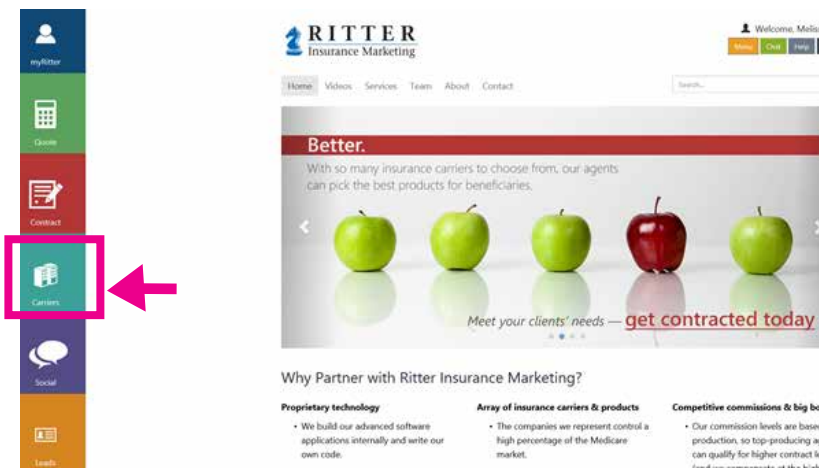 myRitter
Quote
Contract
Carriers
Social
Leads
RITTER
Insurance Marketing
Welcome, Melis
Menu Chat Help
Home Videos Services Team About Contact
Search...
Better.
With so many insurance carriers to choose from, our agents
can pick the best products for beneficiaries.
Meet your clients' needs — get contracted today
Why Partner with Ritter Insurance Marketing?
Proprietary technology
• We build our advanced software
applications internally and write our
own code.
Array of insurance carriers & products
• The companies we represent control a
high percentage of the Medicare
market.
Competitive commissions & big bo
• Our commission levels are based
production, so top-producing a
can qualify for higher contract le